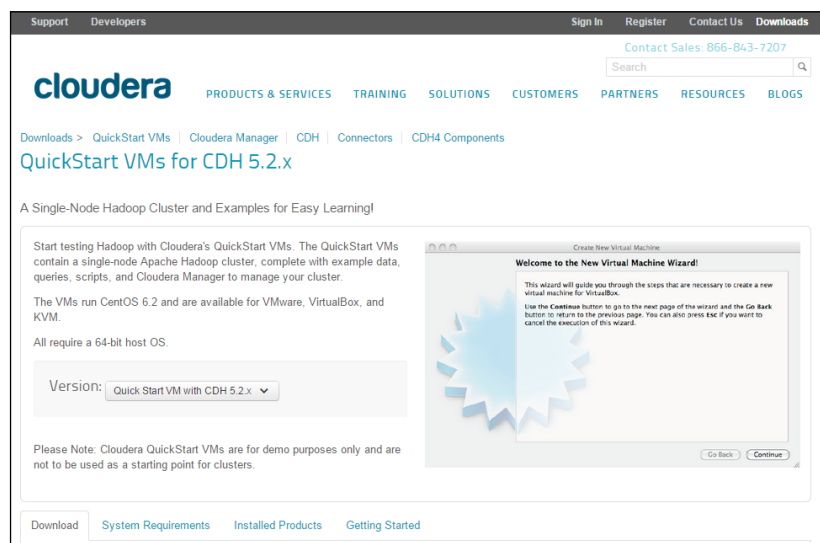 Support Developers Sign In Register Contact Us Downloads
Contact Sales: 866-843-7207
Search
cloudera
PRODUCTS & SERVICES TRAINING SOLUTIONS CUSTOMERS PARTNERS RESOURCES BLOGS
Downloads > QuickStart VMs | Cloudera Manager | CDH | Connectors | CDH4 Components
QuickStart VMs for CDH 5.2.x
A Single-Node Hadoop Cluster and Examples for Easy Learning!
Start testing Hadoop with Cloudera's QuickStart VMs. The QuickStart VMs
contain a single-node Apache Hadoop cluster, complete with example data,
queries, scripts, and Cloudera Manager to manage your cluster.
The VMs run CentOS 6.2 and are available for VMware, VirtualBox, and
KVM.
All require a 64-bit host OS.
Version: Quick Start VM with CDH 5.2.x
Please Note: Cloudera QuickStart VMs are for demo purposes only and are
not to be used as a starting point for clusters.
Create New Virtual Machine
Welcome to the New Virtual Machine Wizard!
This wizard will guide you through the steps that are necessary to create a new
virtual machine for VirtualBox.
Use the Continue button to go to the next page of the wizard and the Go Back
button to return to the previous page. You can also press Esc if you want to
cancel the execution of this wizard.
Go Back Continue
Download System Requirements Installed Products Getting Started